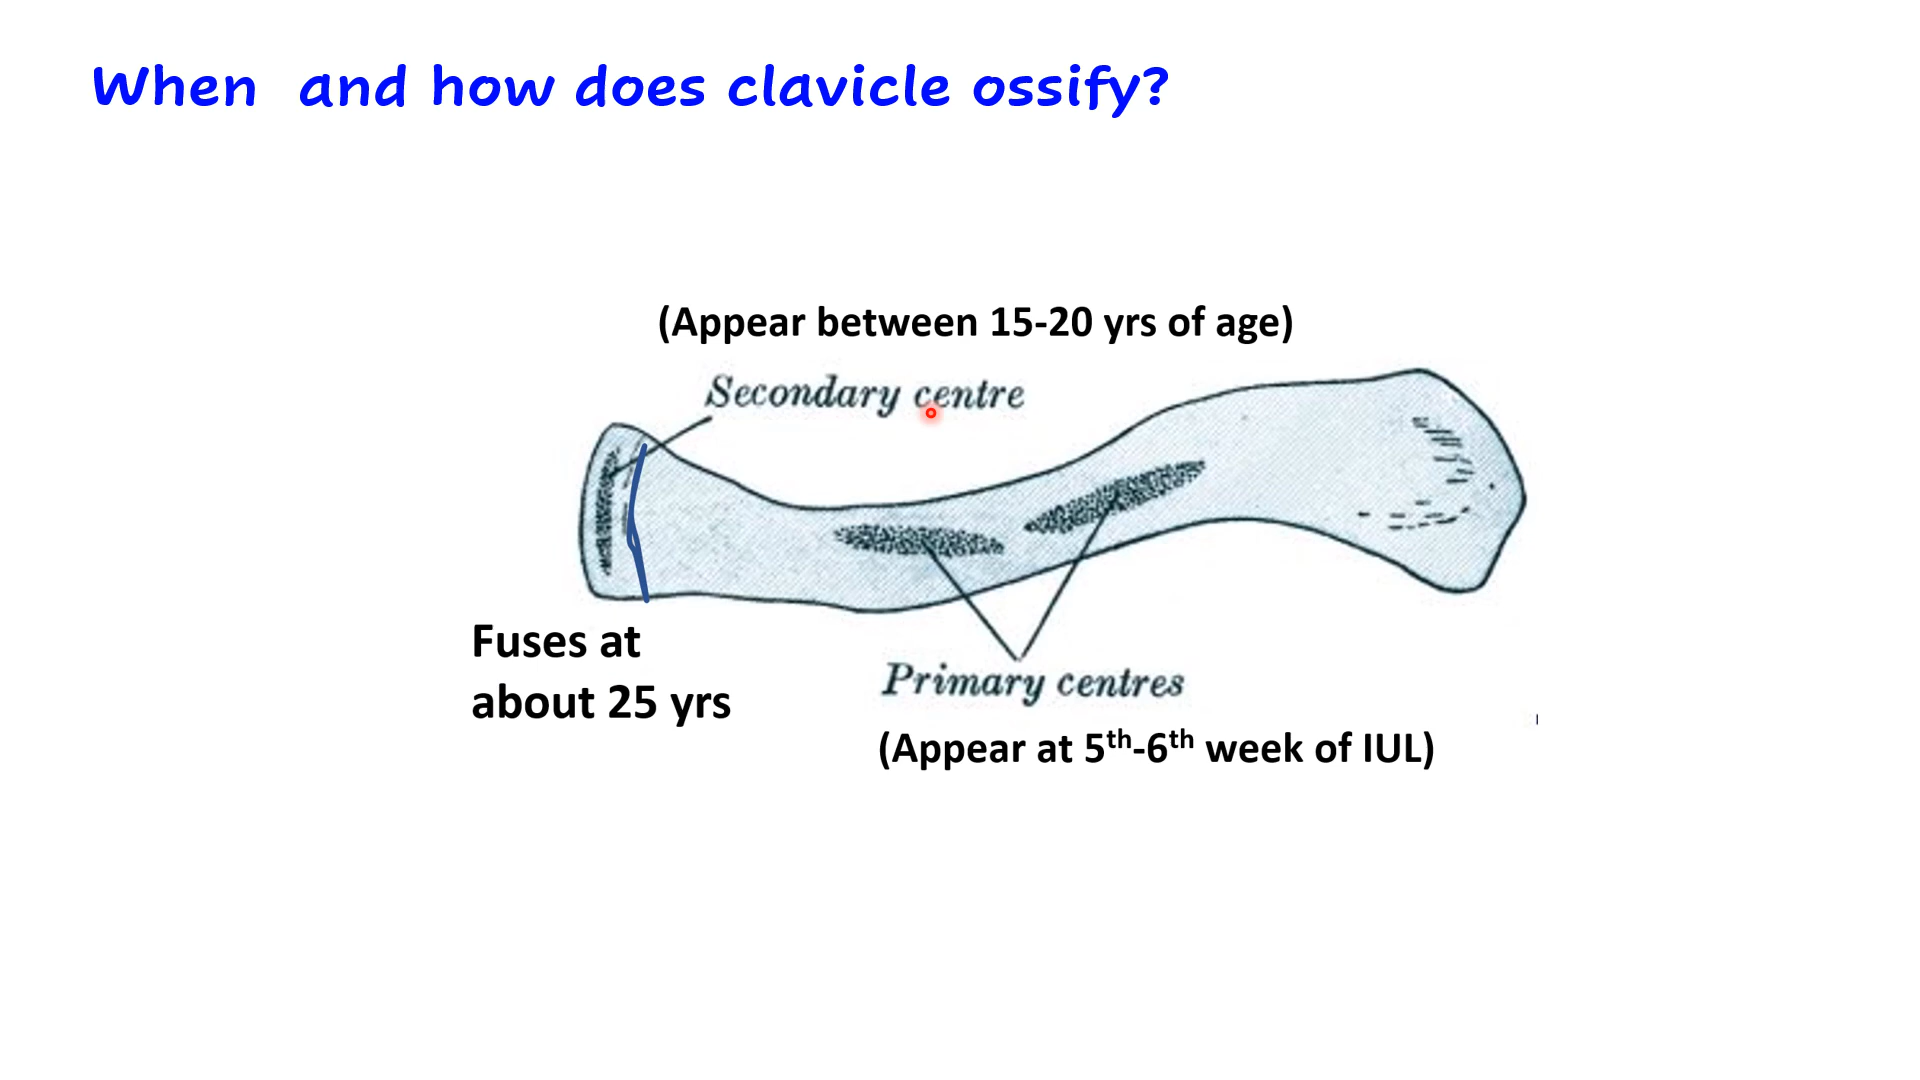 When and how does clavicle ossify?
(Appear between 15-20 yrs of age)
Secondary centre
Fuses at
about 25 yrs
Primary centres
(Appear at 5th-6th week of IUL)